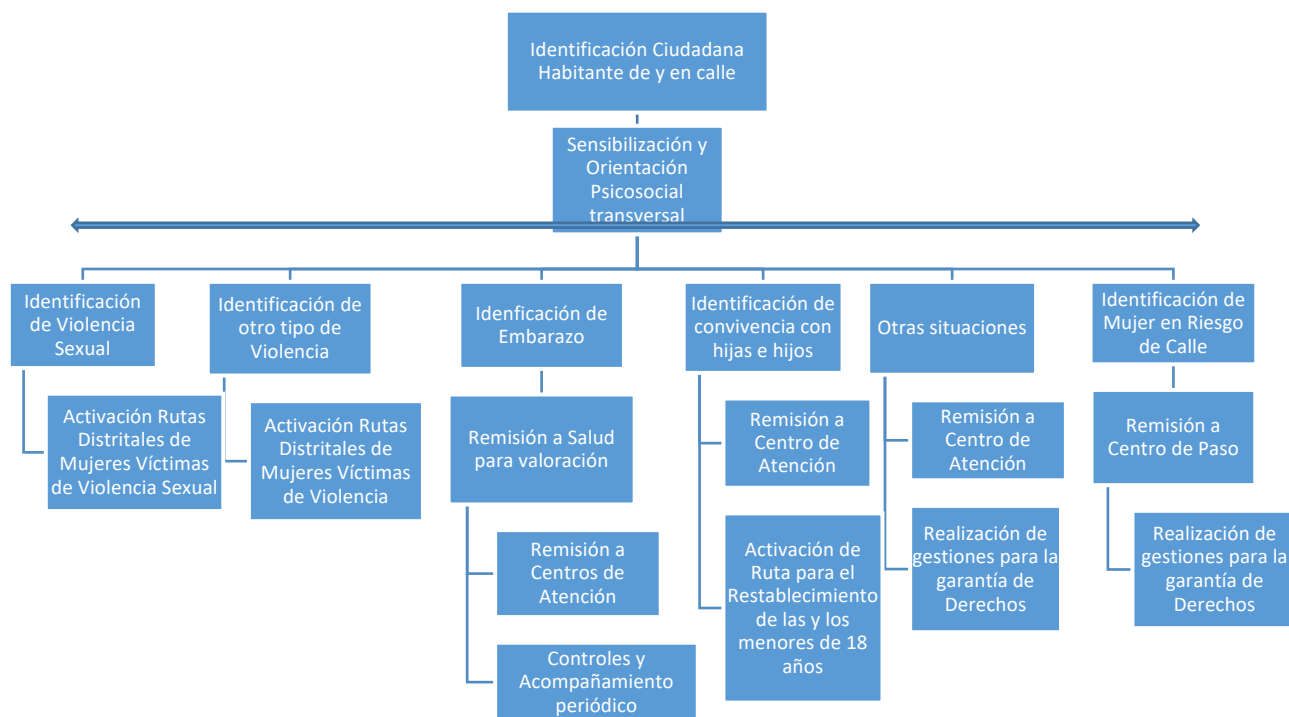 Identificación Ciudadana
Habitante de y en calle
Sensibilización y
Orientación
Psicosocial
transversal
Identificación
de Violencia
Sexual
Activación Rutas
Distritales de
Mujeres Víctimas
de Violencia Sexual
Identificación de
otro tipo de
Violencia
Activación Rutas
Distritales de
Mujeres Víctimas
de Violencia
Idenficación de
Embarazo
Remisión a Salud
para valoración
Remisión a
Centros de
Atención
Controles y
Acompañamiento
periódico
Identificación de
convivencia con
hijas e hijos
Remisión a
Centro de
Atención
Activación de
Ruta para el
Restablecimiento
de las y los
menores de 18
años
Otras situaciones
Remisión a
Centro de
Atención
Realización de
gestiones para la
garantía de
Derechos
Identificación de
Mujer en Riesgo
de Calle
Remisión a
Centro de Paso
Realización de
gestiones para la
garantía de
Derechos